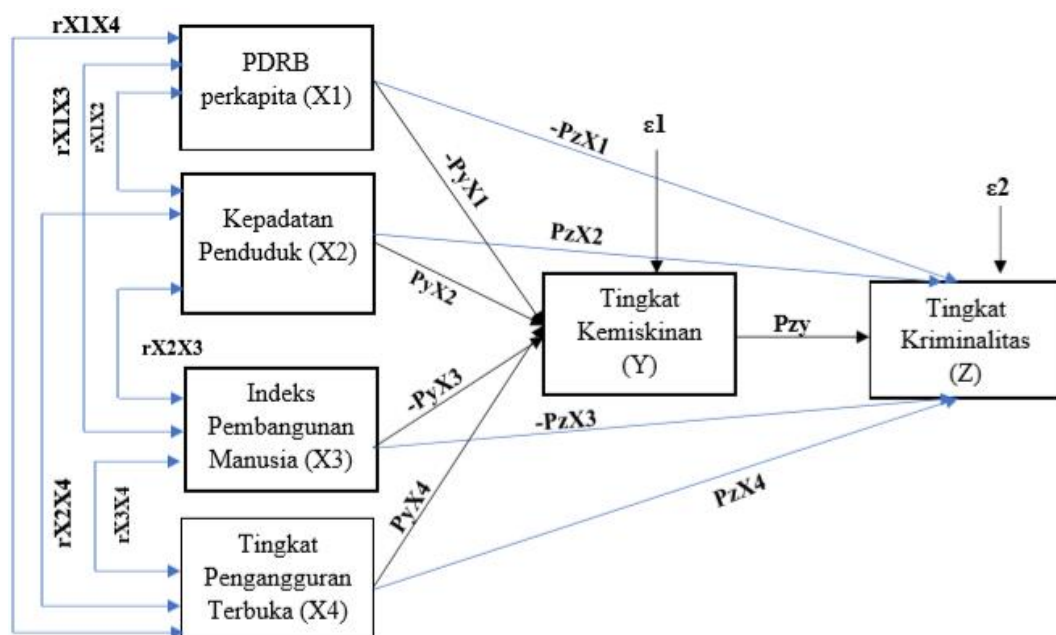 rX1X4
rX1X3
rX1X2
PDRB
perkapita (X1)
-PzX1
-PyX1
ε1
ε2
Kepadatan
Penduduk (X2)
PzX2
PyX2
Tingkat
Kemiskinan
(Y)
Pzy
Tingkat
Kriminalitas
(Z)
rX2X3
Indeks
Pembangunan
Manusia (X3)
-PyX3
-PzX3
rX2X4
rX3X4
PyX4
PzX4
Tingkat
Pengangguran
Terbuka (X4)